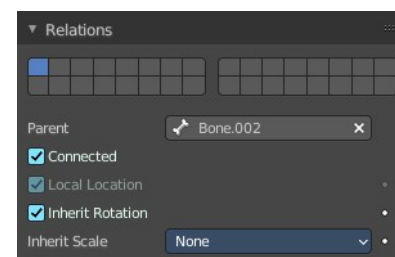 Relations
Parent Bone.002
Connected
Local Location
Inherit Rotation
Inherit Scale None